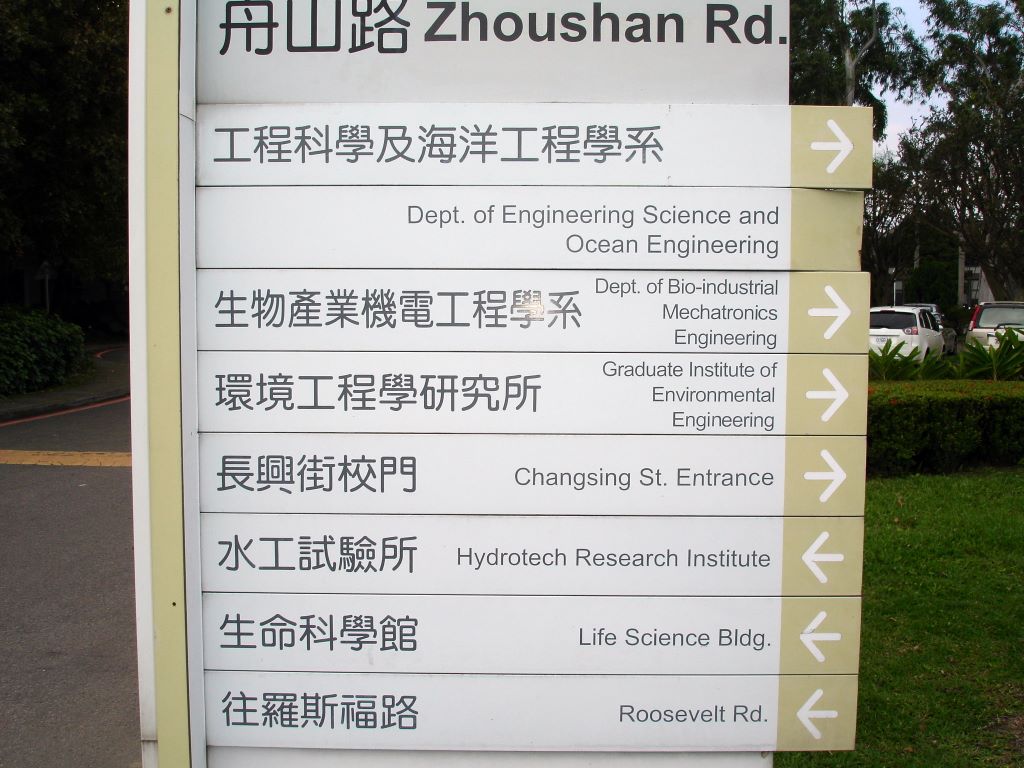 舟山路 Zhoushan Rd.
工程科學及海洋工程學系
Dept. of Engineering Science and
Ocean Engineering
生物產業機電工程學系
Dept. of Bio-industrial
Mechatronics
Engineering
環境工程學研究所
Graduate Institute of
Environmental
Engineering
長興街校門 Changsing St. Entrance
水工試驗所 Hydrotech Research Institute
生命科學館 Life Science Bldg.
往羅斯福路 Roosevelt Rd.